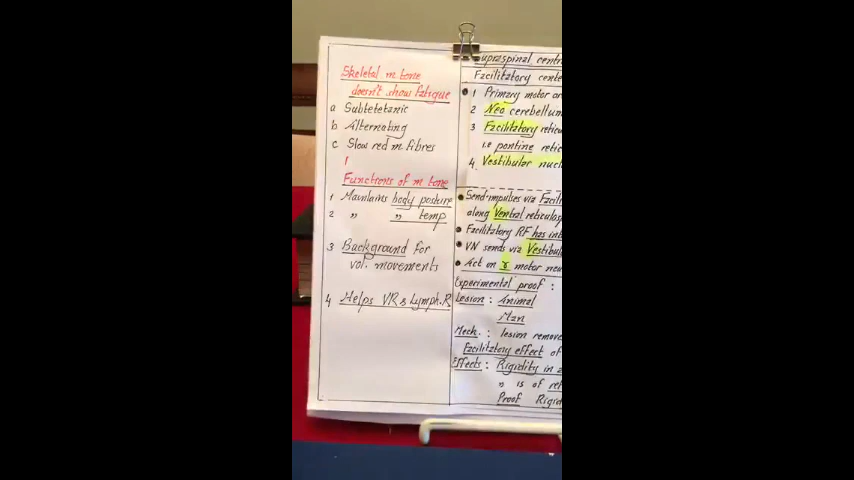 Skeletal m tone
doesn't show fatigue
a Subtetetanic
b Alternating
c Slow red m fibres
Functions of m tone
1 Maintains body posture
2 " " temp
3 Background for
vol. movements
4 Helps VR & Lymph.R
Supraspinal
Facilitatory
1 Primary motor
2 Neo
3 Facilitatory
i.e pontine
4. Vestibular
Send impulses via
along Ventral
Facilitatory RF has
VN sends via
Act on γ motor
Experimental proof :
Lesion : Animal
Man
Mech. : lesion
Facilitatory effect of
Effects : Rigidity in
" is of
Proof